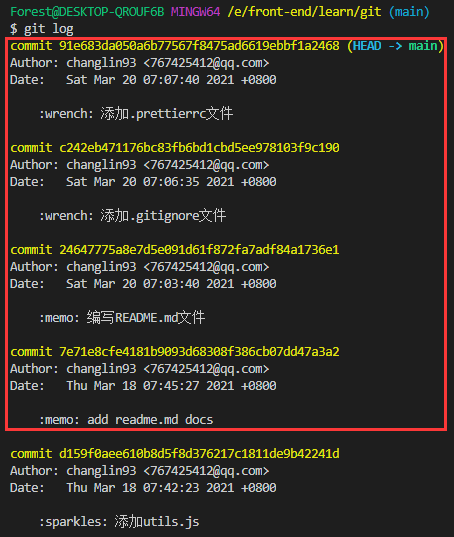 Forest@DESKTOP-QROUF6B MINGW64 /e/front-end/learn/git (main)
$ git log
commit 91e683da050a6b77567f8475ad6619ebbf1a2468 (HEAD -> main)
Author: changlin93 <767425412@qq.com>
Date:   Sat Mar 20 07:07:40 2021 +0800
:wrench: 添加.prettierrc文件
commit c242eb471176bc83fb6bd1cbd5ee978103f9c190
Author: changlin93 <767425412@qq.com>
Date:   Sat Mar 20 07:06:35 2021 +0800
:wrench: 添加.gitignore文件
commit 24647775a8e7d5e091d61f872fa7adf84a1736e1
Author: changlin93 <767425412@qq.com>
Date:   Sat Mar 20 07:03:40 2021 +0800
:memo: 编写README.md文件
commit 7e71e8cfe4181b9093d68308f386cb07dd47a3a2
Author: changlin93 <767425412@qq.com>
Date:   Thu Mar 18 07:45:27 2021 +0800
:memo: add readme.md docs
commit d159f0aee610b8d5f8d376217c1811de9b42241d
Author: changlin93 <767425412@qq.com>
Date:   Thu Mar 18 07:42:23 2021 +0800
:sparkles: 添加utils.js